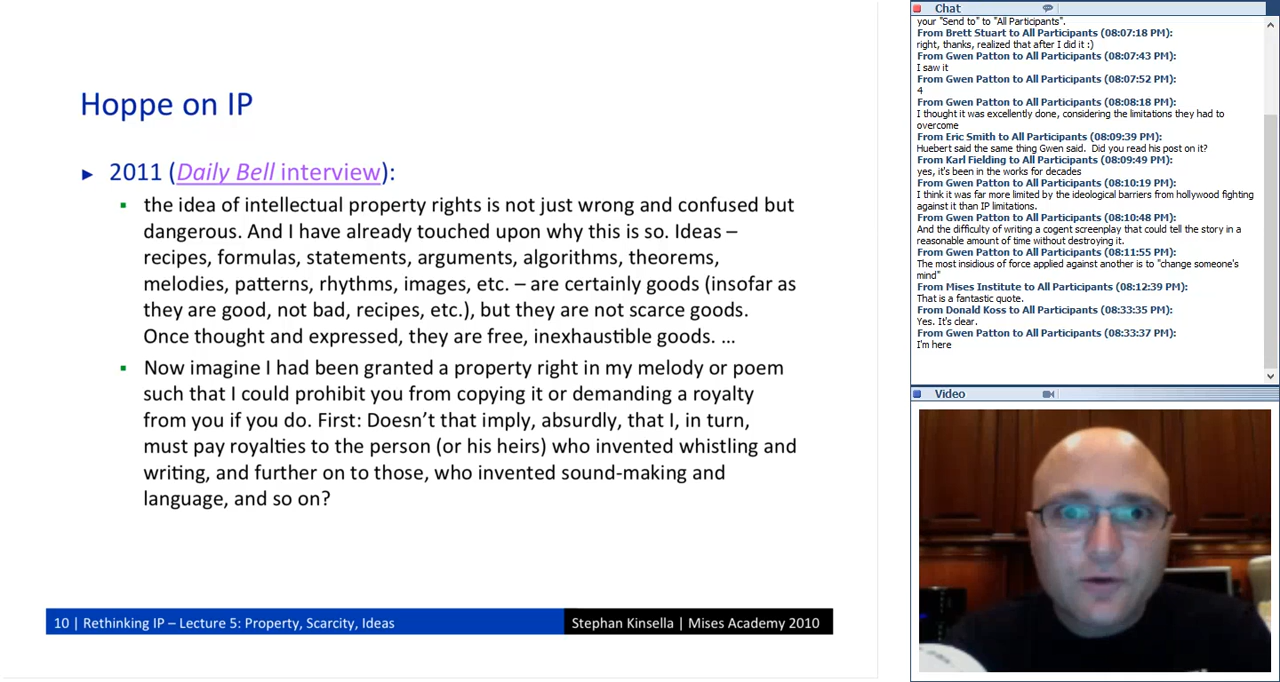 Hoppe on IP
► 2011 (Daily Bell interview):
▪ the idea of intellectual property rights is not just wrong and confused but
dangerous. And I have already touched upon why this is so. Ideas –
recipes, formulas, statements, arguments, algorithms, theorems,
melodies, patterns, rhythms, images, etc. – are certainly goods (insofar as
they are good, not bad, recipes, etc.), but they are not scarce goods.
Once thought and expressed, they are free, inexhaustible goods. ...
▪ Now imagine I had been granted a property right in my melody or poem
such that I could prohibit you from copying it or demanding a royalty
from you if you do. First: Doesn’t that imply, absurdly, that I, in turn,
must pay royalties to the person (or his heirs) who invented whistling and
writing, and further on to those, who invented sound-making and
language, and so on?
10 | Rethinking IP – Lecture 5: Property, Scarcity, Ideas
Stephan Kinsella | Mises Academy 2010
Chat
your "Send to" to "All Participants".
From Brett Stuart to All Participants (08:07:18 PM):
right, thanks, realized that after I did it :)
From Gwen Patton to All Participants (08:07:43 PM):
I saw it
From Gwen Patton to All Participants (08:07:52 PM):
4
From Gwen Patton to All Participants (08:08:18 PM):
I thought it was excellently done, considering the limitations they had to
overcome
From Eric Smith to All Participants (08:09:39 PM):
Huebert said the same thing Gwen said.  Did you read his post on it?
From Karl Fielding to All Participants (08:09:49 PM):
yes, it's been in the works for decades
From Gwen Patton to All Participants (08:10:19 PM):
I think it was far more limited by the ideological barriers from hollywood fighting
against it than IP limitations.
From Gwen Patton to All Participants (08:10:48 PM):
And the difficulty of writing a cogent screenplay that could tell the story in a
reasonable amount of time without destroying it.
From Gwen Patton to All Participants (08:11:55 PM):
The most insidious of force applied against another is to "change someone's
mind"
From Mises Institute to All Participants (08:12:39 PM):
That is a fantastic quote.
From Donald Koss to All Participants (08:33:35 PM):
Yes. It's clear.
From Gwen Patton to All Participants (08:33:37 PM):
I'm here
Video